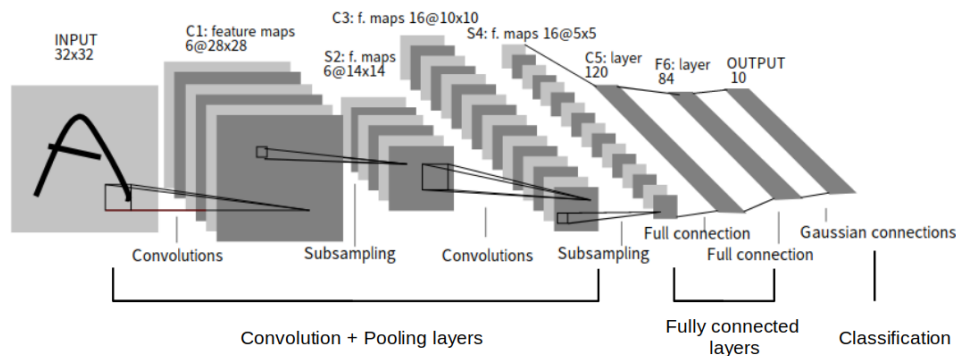 INPUT
32x32
C1: feature maps
6@28x28
S2: f. maps
6@14x14
C3: f. maps 16@10x10
S4: f. maps 16@5x5
C5: layer
120
F6: layer
84
OUTPUT
10
A
Convolutions
Subsampling
Convolutions
Subsampling
Full connection
Full connection
Gaussian connections
Convolution + Pooling layers
Fully connected
layers
Classification